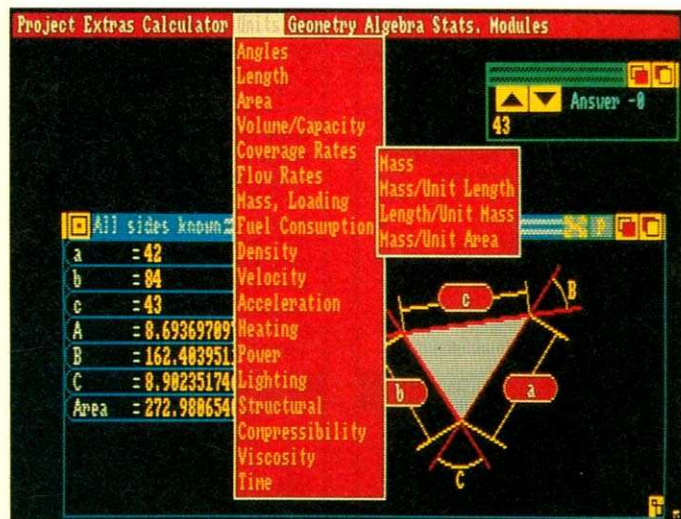 Project Extras Calculator Units Geometry Algebra Stats. Modules
Angles
Length
Area
Volume/Capacity
Coverage Rates
Flow Rates
Mass, Loading
Fuel Consumption
Density
Velocity
Acceleration
Heating
Power
Lighting
Structural
Compressibility
Viscosity
Time
Mass
Mass/Unit Length
Length/Unit Mass
Mass/Unit Area
Answer -0
43
All sides known
a =42
b =84
c =43
A =8.69369709
B =162.403951
C =8.90235174
Area =272.980654
c
B
b
a
C